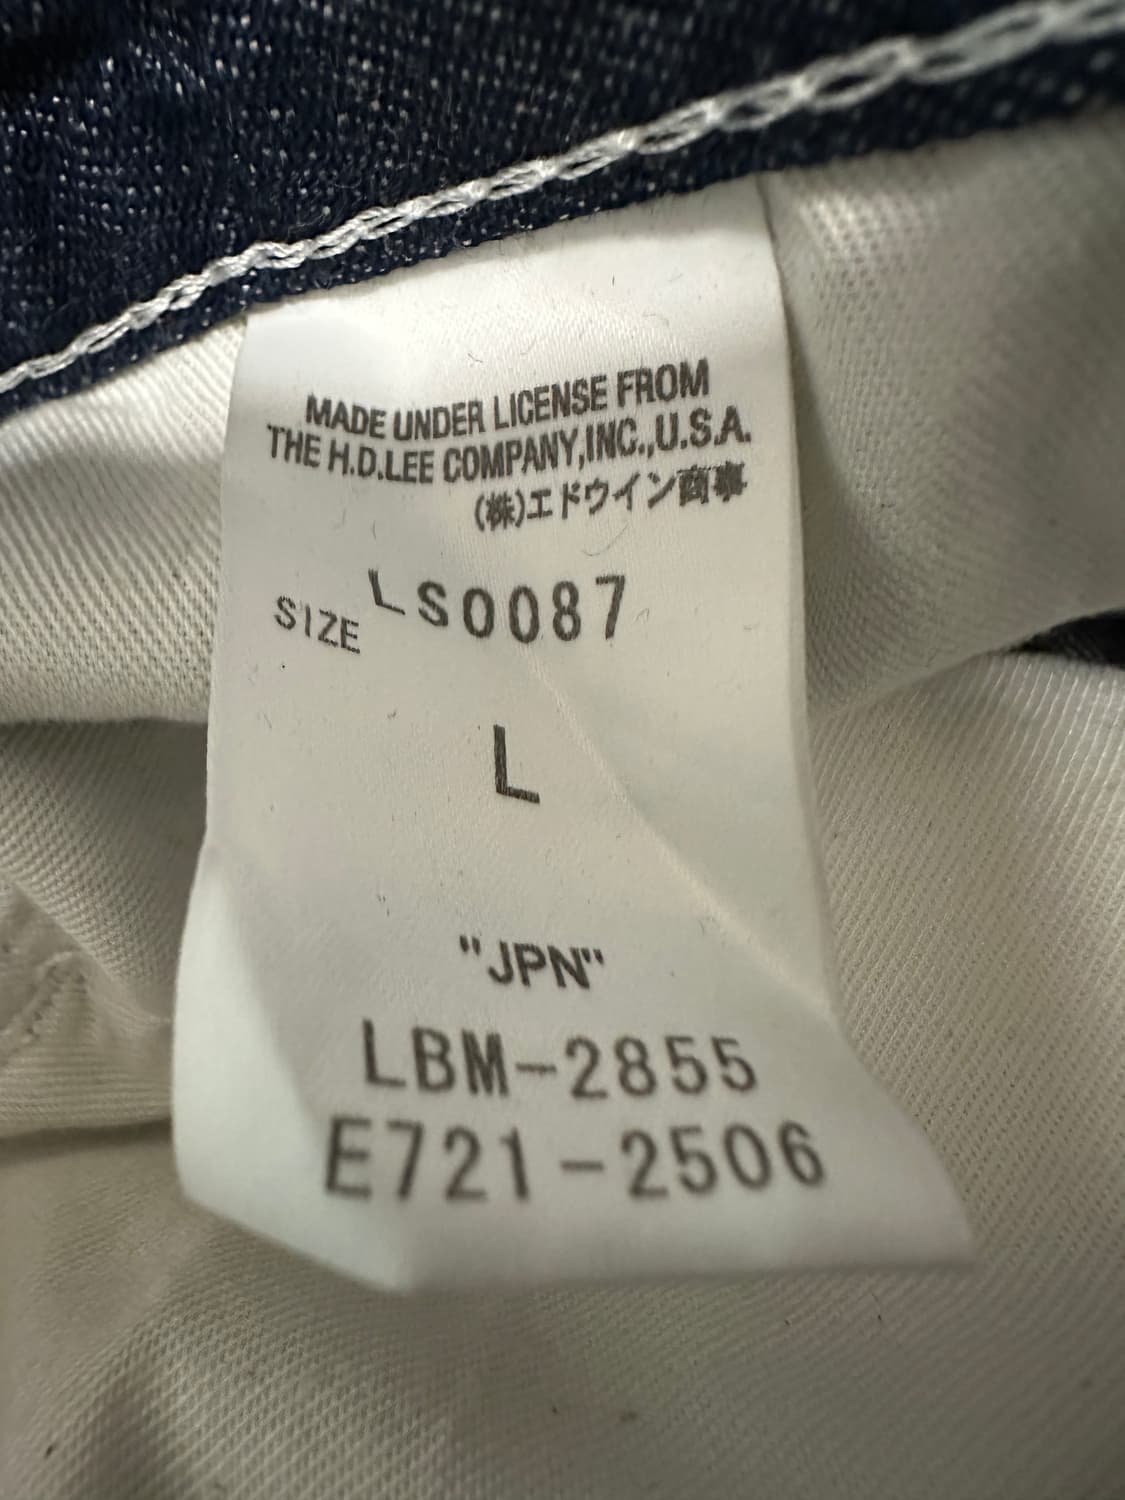 MADE UNDER LICENSE FROM
THE H.D.LEE COMPANY,INC.,U.S.A.
(株)エドウイン商事
LS0087
SIZE
L
"JPN"
LBM-2855
E721-2506